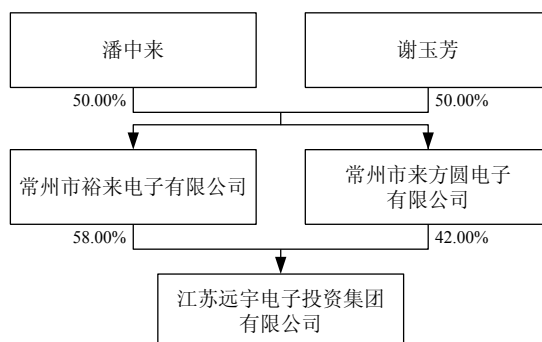 潘中来
谢玉芳
50.00%
50.00%
常州市裕来电子有限公司
常州市来方圆电子
有限公司
58.00%
42.00%
江苏远宇电子投资集团
有限公司